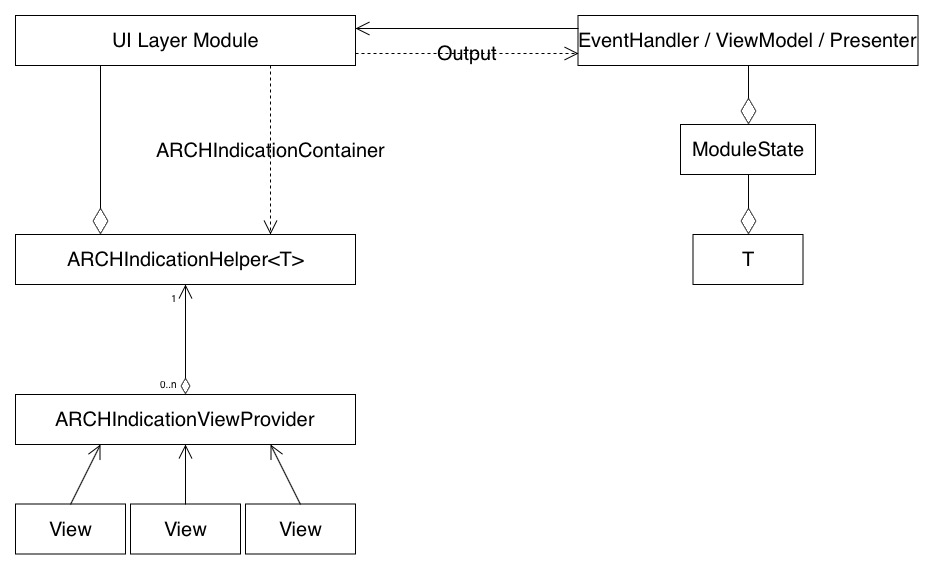 UI Layer Module
Output
EventHandler / ViewModel / Presenter
ARCHIndicationContainer
ModuleState
ARCHIndicationHelper<T>
T
1
0..n
ARCHIndicationViewProvider
View
View
View